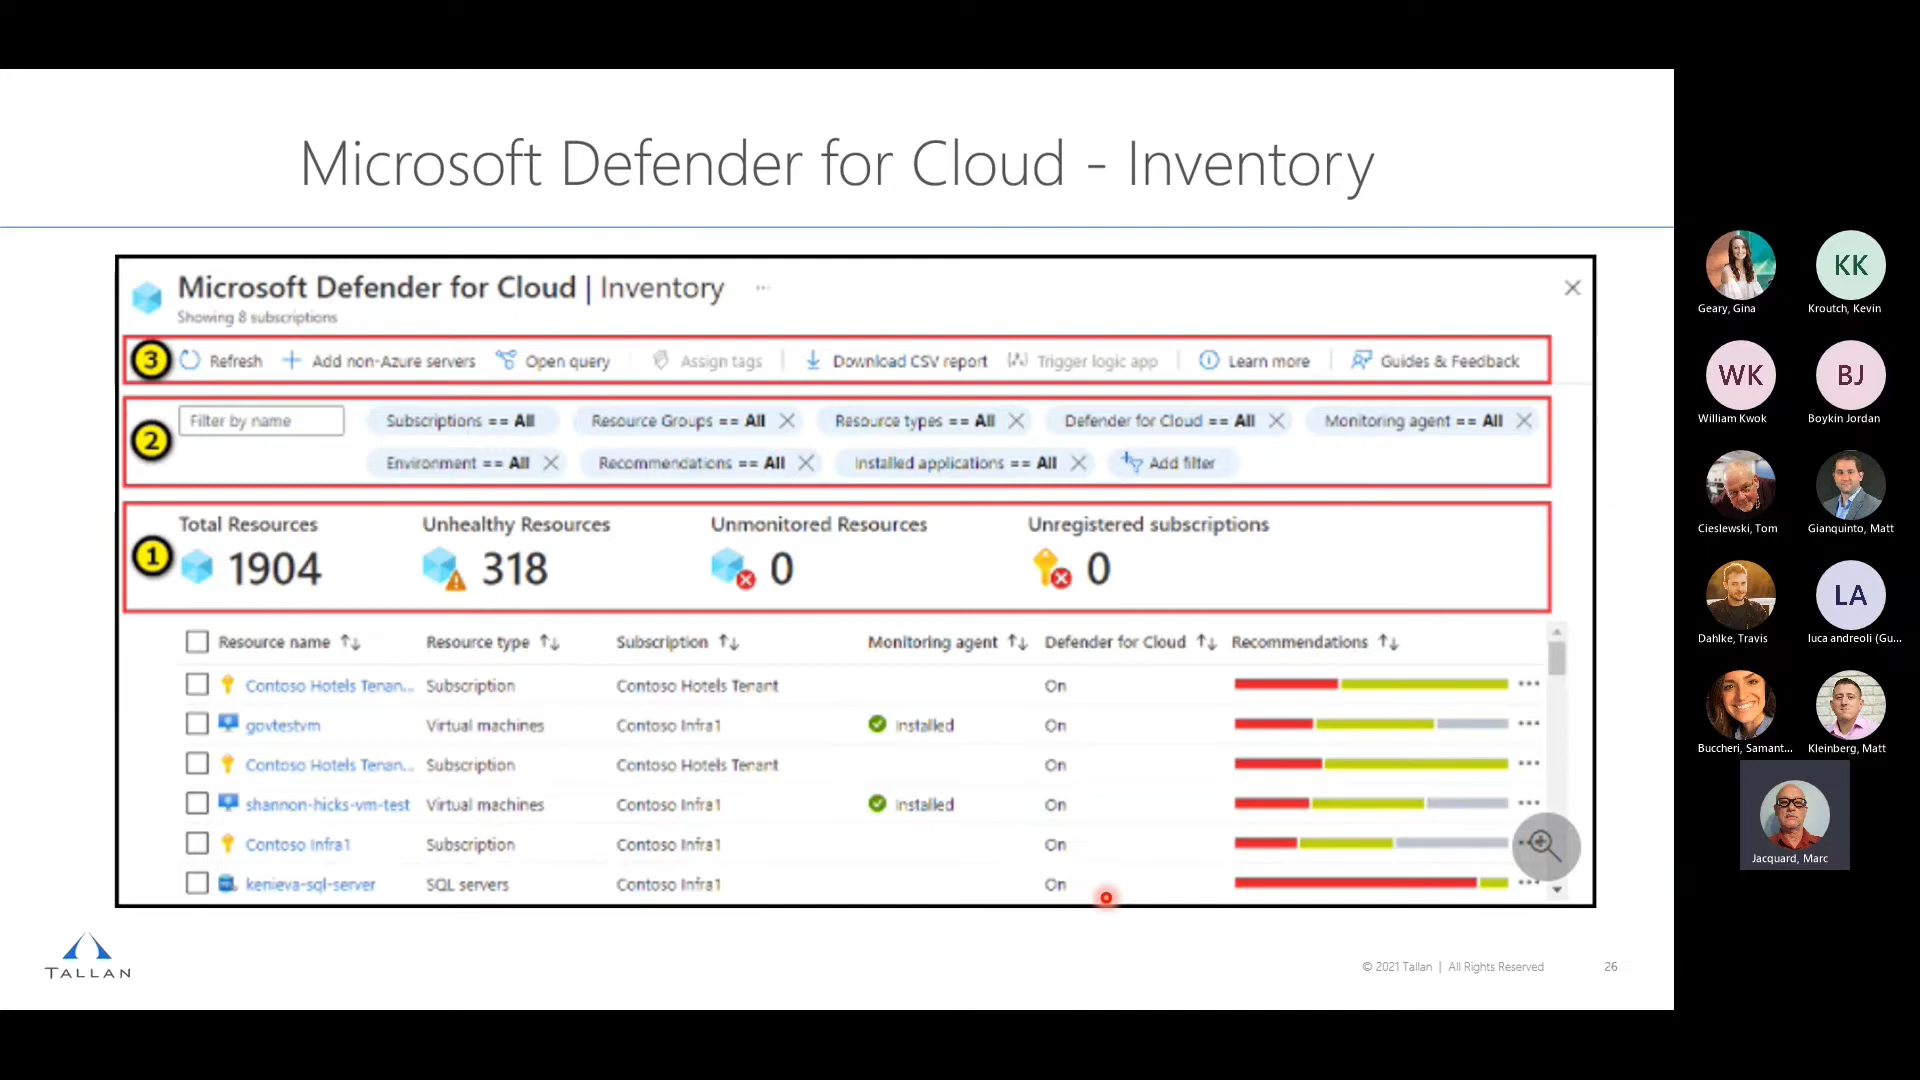 Microsoft Defender for Cloud - Inventory
Microsoft Defender for Cloud | Inventory ...
Showing 8 subscriptions
3 Refresh Add non-Azure servers Open query Assign tags Download CSV report Trigger logic app Learn more Guides & Feedback
2 Filter by name Subscriptions == All Resource Groups == All Resource types == All Defender for Cloud == All Monitoring agent == All
Environment == All Recommendations == All Installed applications == All Add filter
Total Resources Unhealthy Resources Unmonitored Resources Unregistered subscriptions
1 1904 318 0 0
Resource name Resource type Subscription Monitoring agent Defender for Cloud Recommendations
Contoso Hotels Tenan... Subscription Contoso Hotels Tenant On ...
govtestvm Virtual machines Contoso Infra1 Installed On ...
Contoso Hotels Tenan... Subscription Contoso Hotels Tenant On ...
shannon-hicks-vm-test Virtual machines Contoso Infra1 Installed On ...
Contoso Infra1 Subscription Contoso Infra1 On
kenieva-sql-server SQL servers Contoso Infra1 On ...
TALLAN
© 2021 Tallan | All Rights Reserved 26
KK
Geary, Gina Kroutch, Kevin
WK BJ
William Kwok Boykin Jordan
Cieslewski, Tom Gianquinto, Matt
LA
Dahlke, Travis luca andreoli (Gu...
Buccheri, Samant... Kleinberg, Matt
Jacquard, Marc